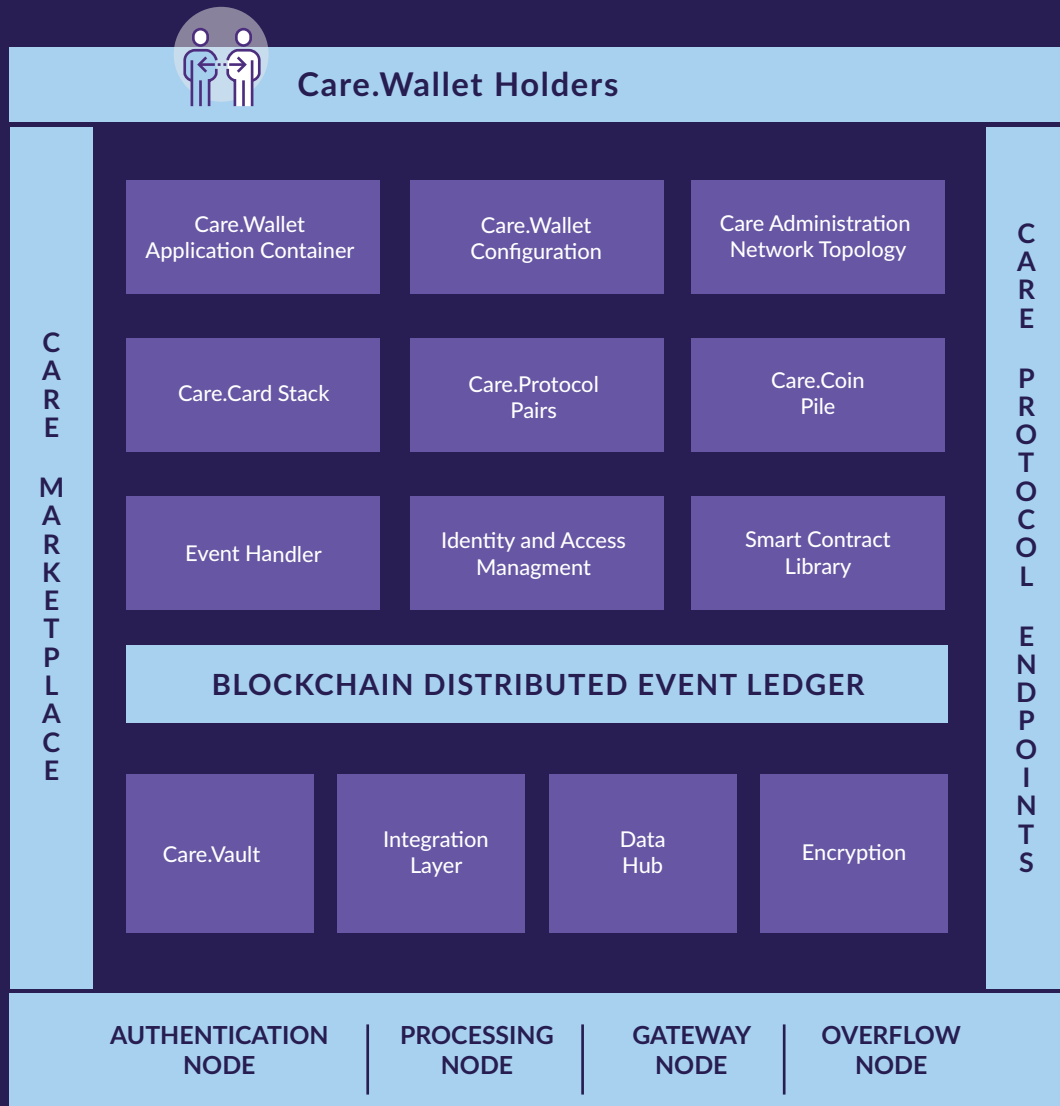 Care.Wallet Holders
CARE MARKETPLACE
Care.Wallet
Application Container
Care.Wallet
Configuration
Care Administration
Network Topology
Care.Card Stack
Care.Protocol
Pairs
Care.Coin
Pile
Event Handler
Identity and Access
Managment
Smart Contract
Library
BLOCKCHAIN DISTRIBUTED EVENT LEDGER
Care.Vault
Integration
Layer
Data
Hub
Encryption
CARE PROTOCOL ENDPOINTS
AUTHENTICATION
NODE
PROCESSING
NODE
GATEWAY
NODE
OVERFLOW
NODE